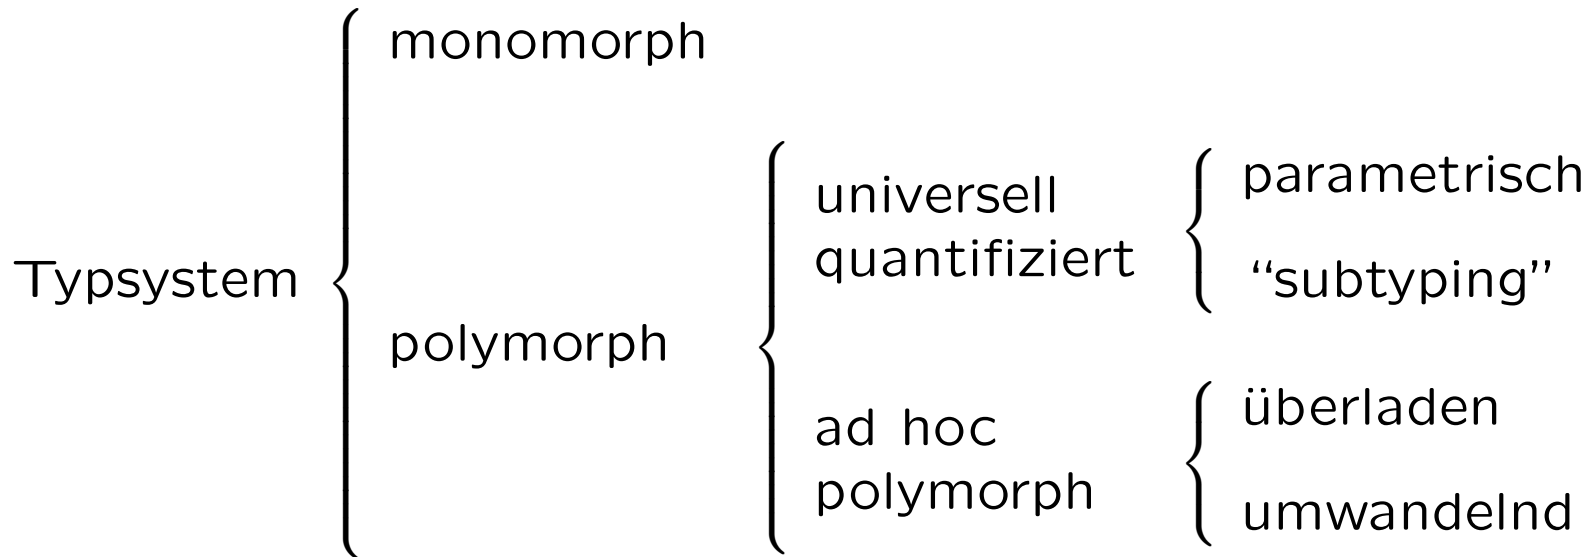 Typsystem
monomorph
polymorph
universell
quantifiziert
parametrisch
“subtyping”
ad hoc
polymorph
überladen
umwandelnd